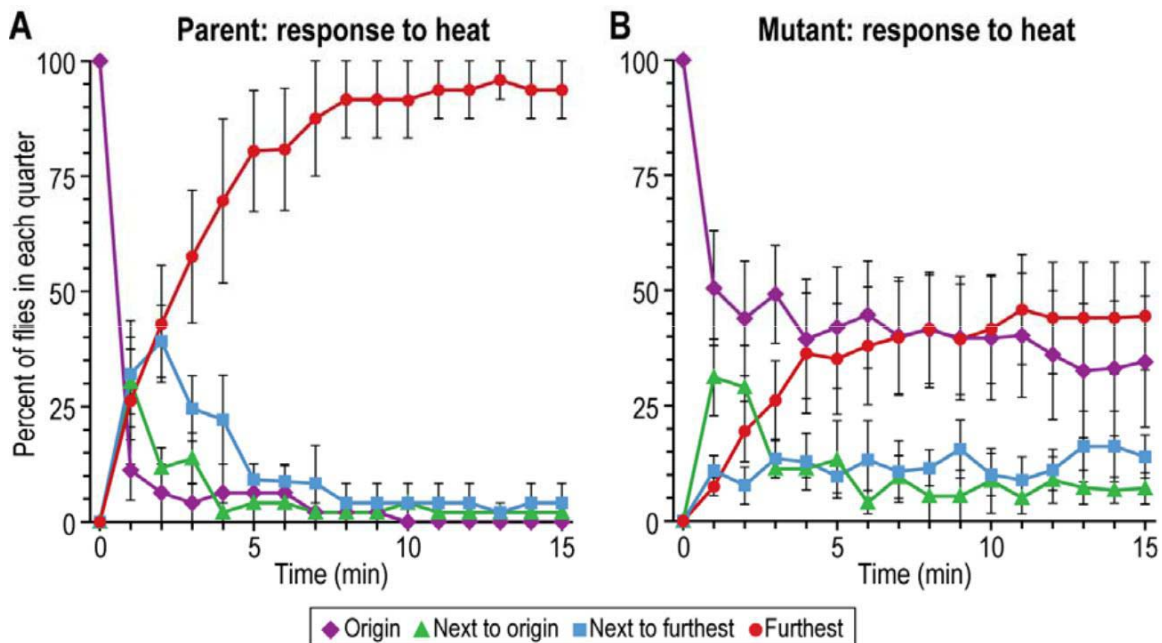 A
Parent: response to heat
Percent of flies in each quarter
100
75
50
25
0
0
5
10
15
Time (min)
B
Mutant: response to heat
100
75
50
25
0
0
5
10
15
Time (min)
Origin Next to origin Next to furthest Furthest